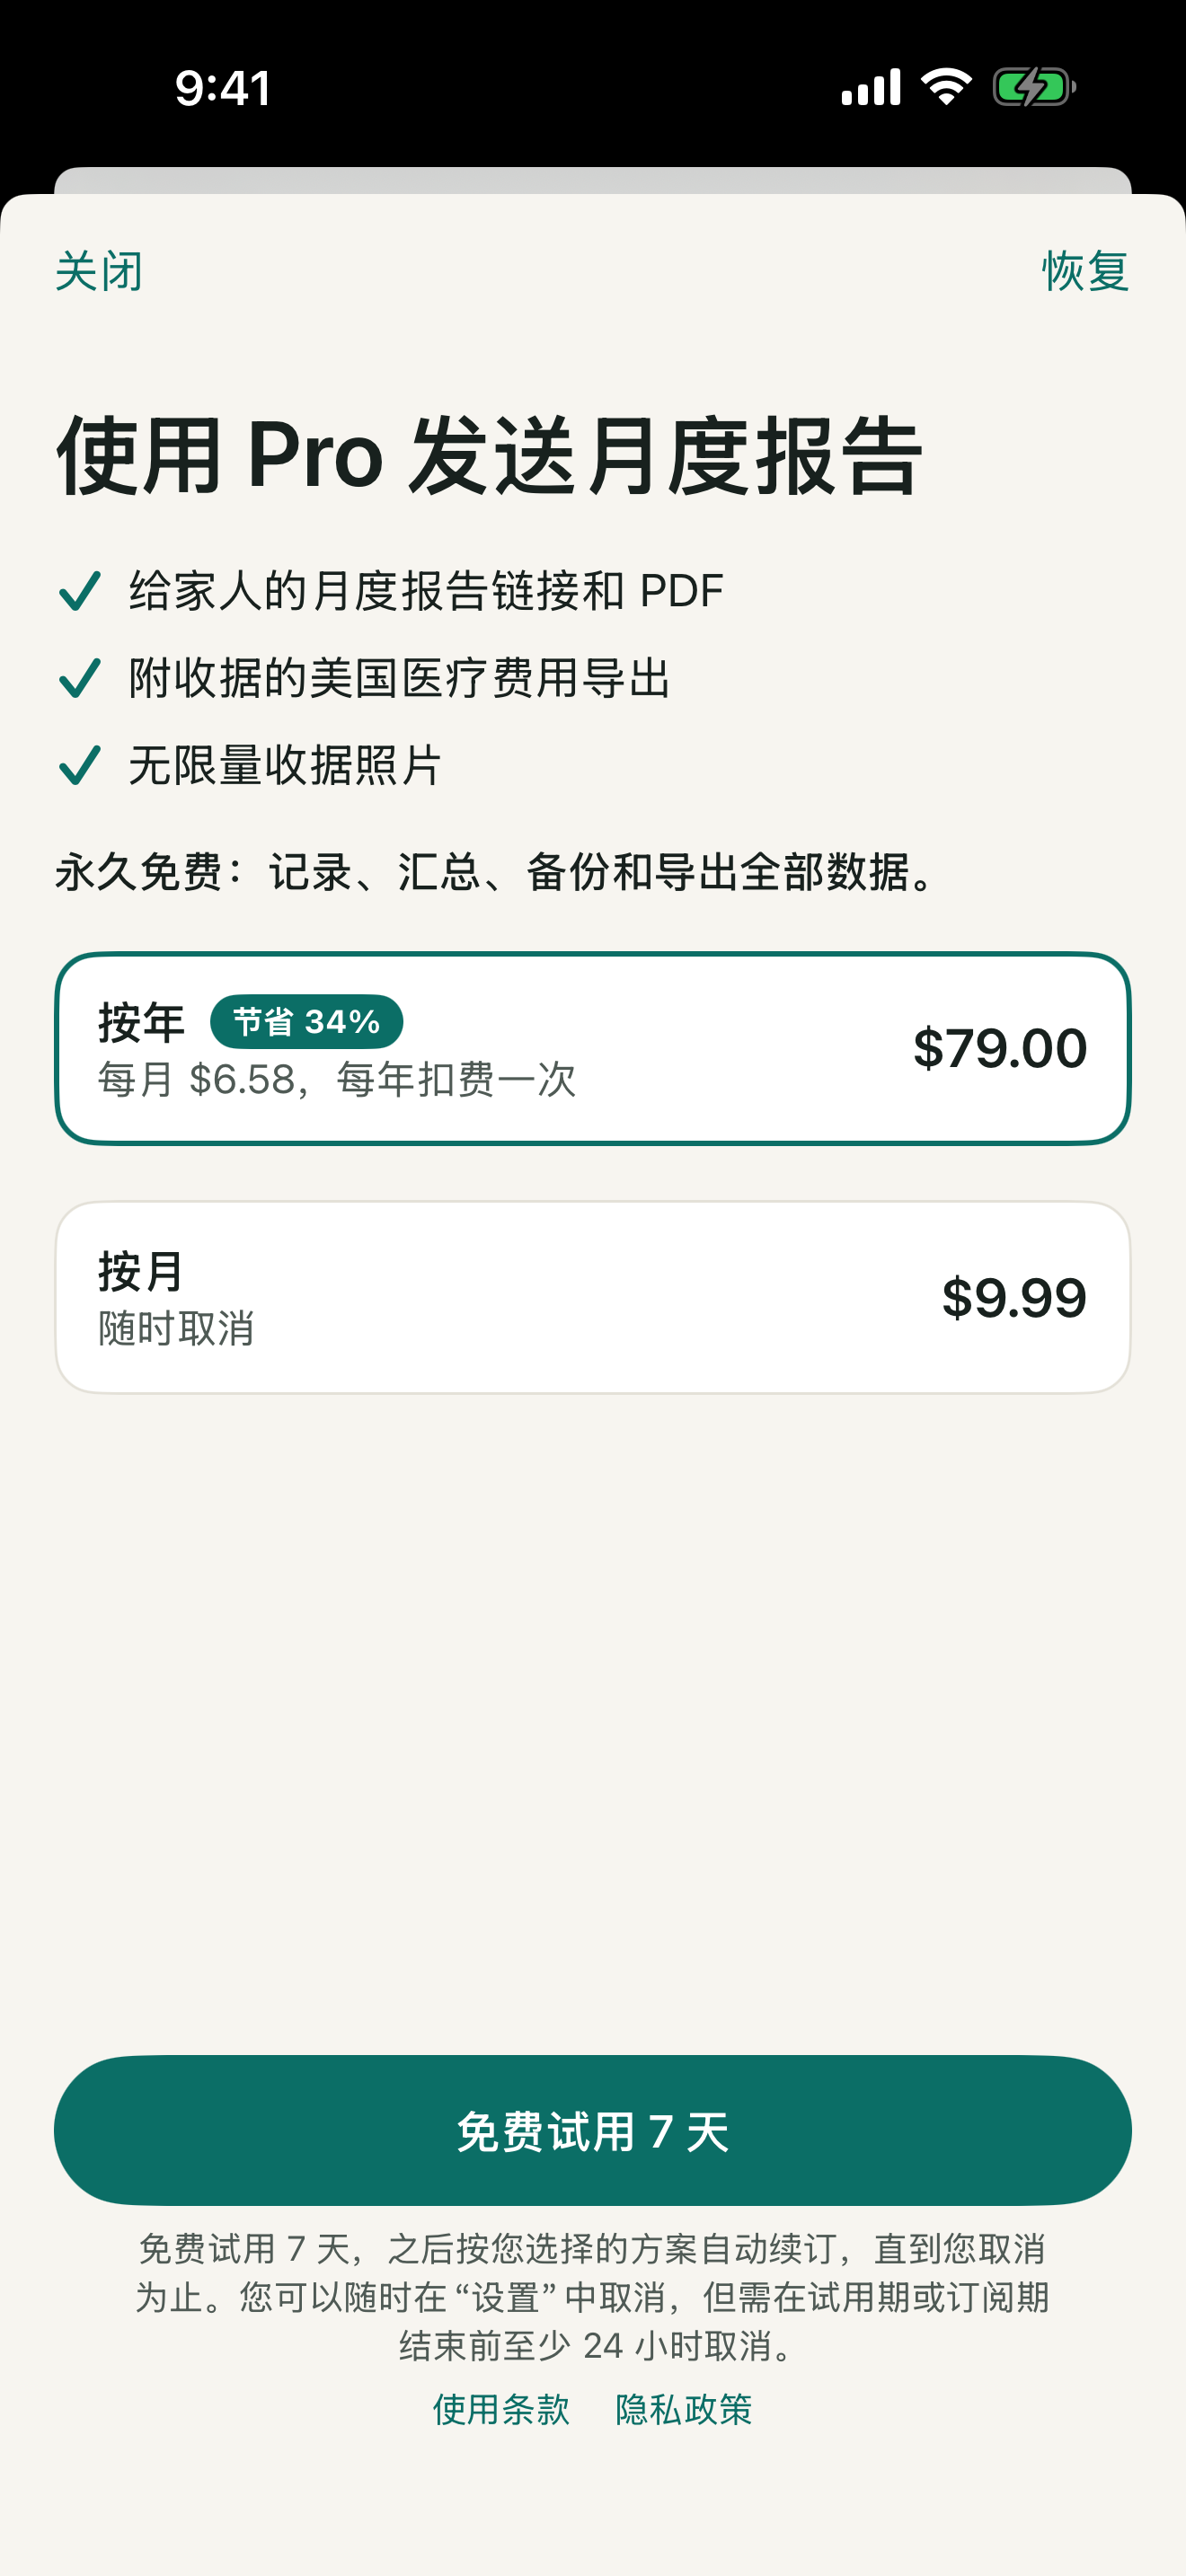 9:41
关闭
恢复
使用 Pro 发送月度报告
给家人的月度报告链接和 PDF
附收据的美国医疗费用导出
无限量收据照片
永久免费：记录、汇总、备份和导出全部数据。
按年 节省 34%
每月 $6.58，每年扣费一次
$79.00
按月
随时取消
$9.99
免费试用 7 天
免费试用 7 天，之后按您选择的方案自动续订，直到您取消
为止。您可以随时在“设置”中取消，但需在试用期或订阅期
结束前至少 24 小时取消。
使用条款 隐私政策